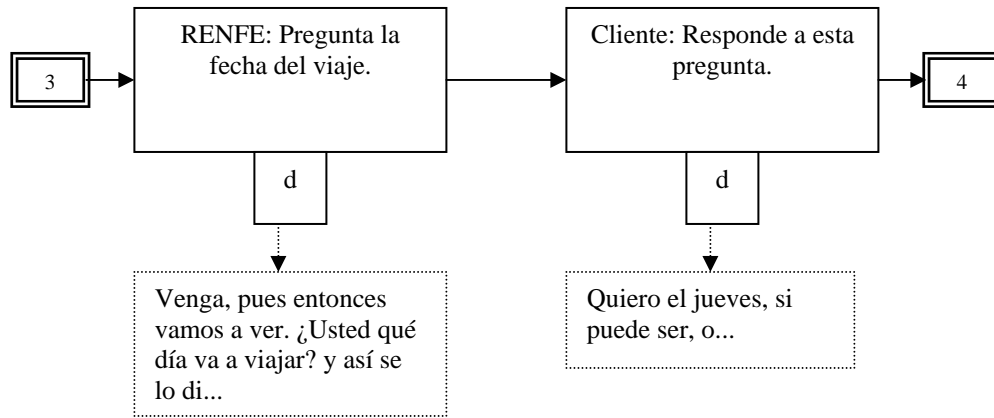 3
RENFE: Pregunta la
fecha del viaje.
Cliente: Responde a esta
pregunta.
4
d
d
Venga, pues entonces
vamos a ver. ¿Usted qué
día va a viajar? y así se
lo di...
Quiero el jueves, si
puede ser, o...